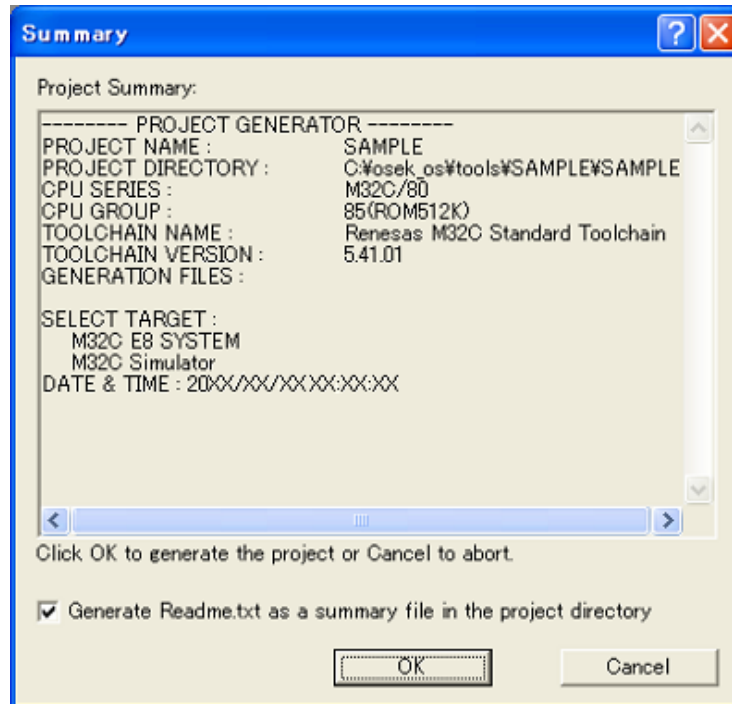 Summary
Project Summary:
-------- PROJECT GENERATOR --------
PROJECT NAME : SAMPLE
PROJECT DIRECTORY : C:¥osek_os¥tools¥SAMPLE¥SAMPLE
CPU SERIES : M32C/80
CPU GROUP : 85(ROM512K)
TOOLCHAIN NAME : Renesas M32C Standard Toolchain
TOOLCHAIN VERSION : 5.41.01
GENERATION FILES :
SELECT TARGET :
M32C E8 SYSTEM
M32C Simulator
DATE & TIME : 20XX/XX/XX XX:XX:XX
Click OK to generate the project or Cancel to abort.
Generate Readme.txt as a summary file in the project directory
OK Cancel